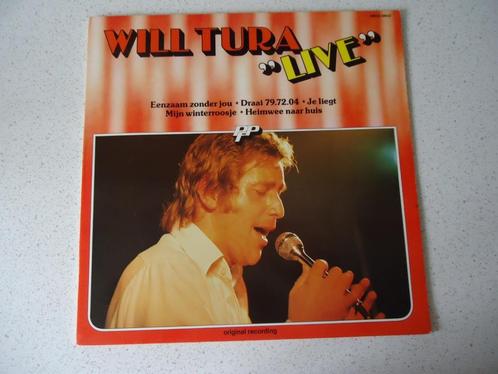 WILL TURA
„LIVE”
Eenzaam zonder jou • Draai 79.72.04 • Je liegt
Mijn winterroosje • Heimwee naar huis
original recording